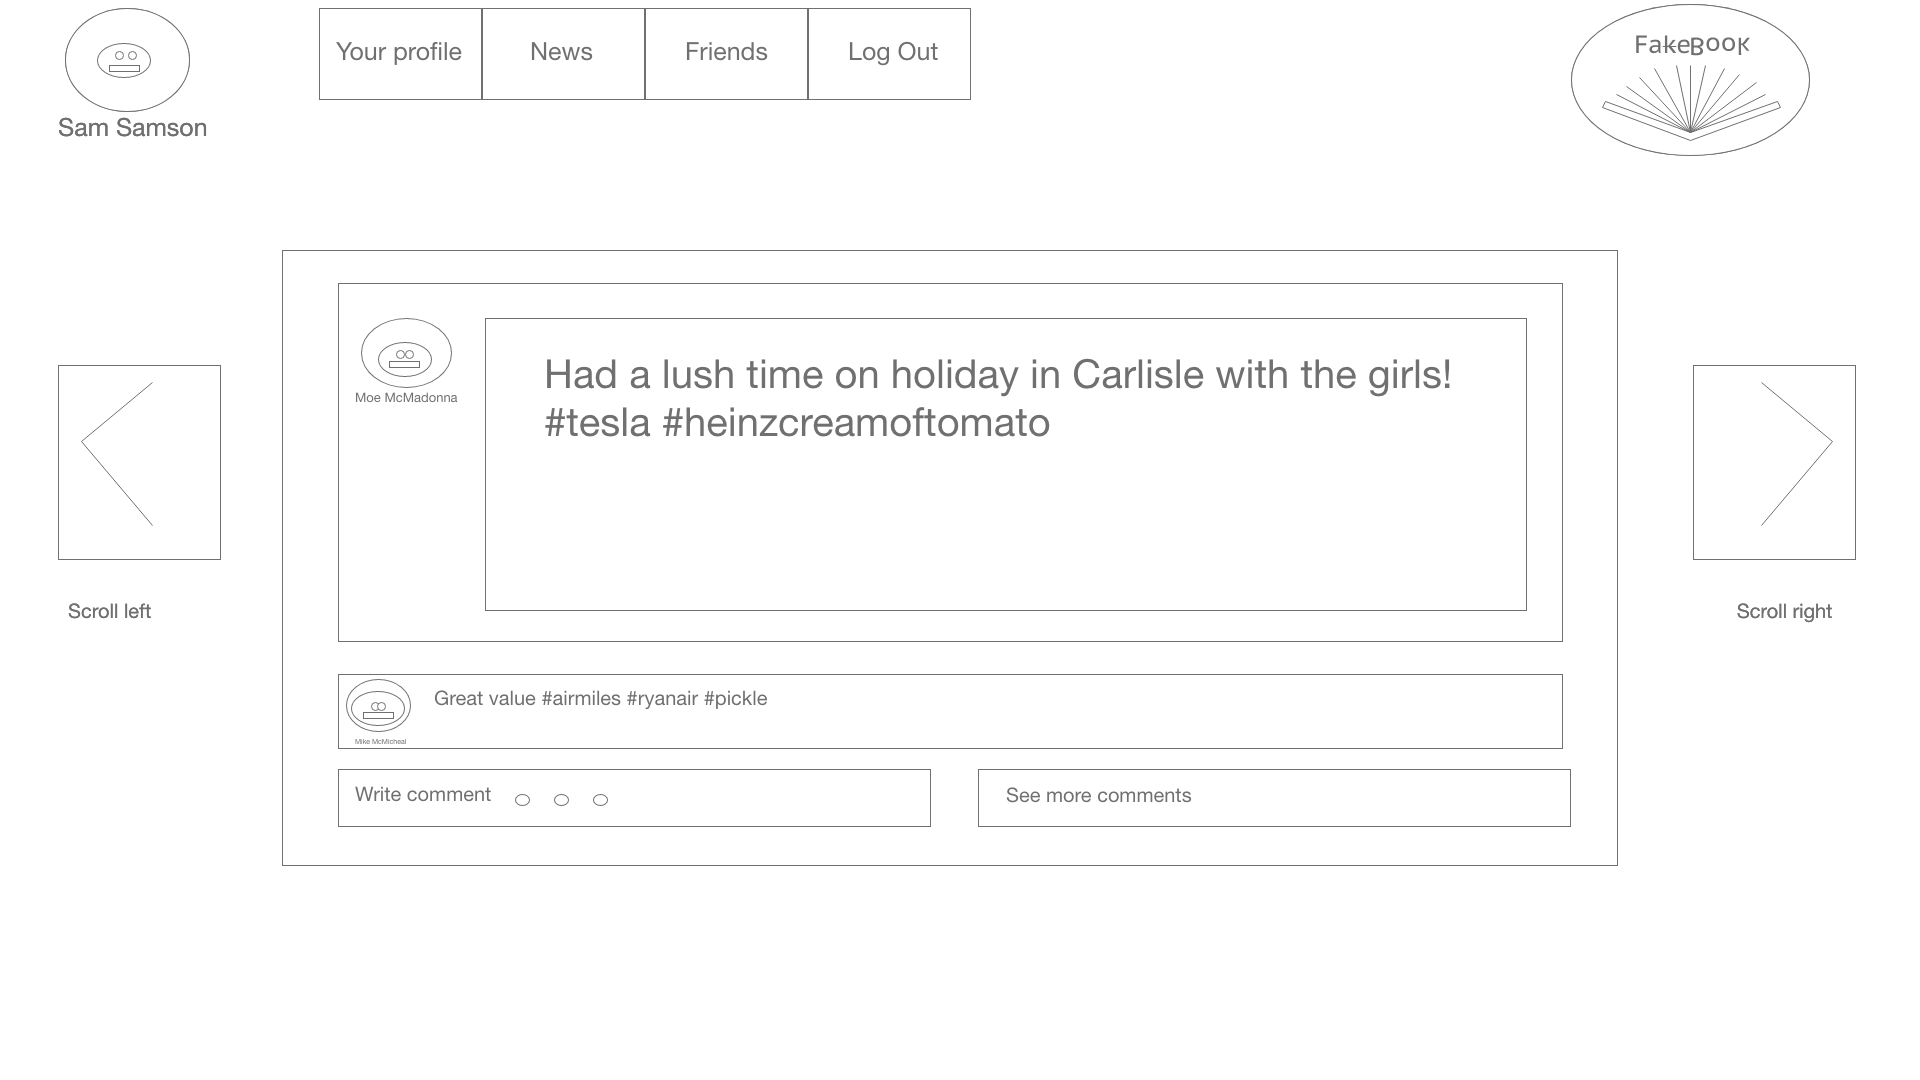 Your profile
News
Friends
Log Out
FakeBook
Sam Samson
Had a lush time on holiday in Carlisle with the girls!
#tesla #heinzcreamoftomato
Moe McMadonna
Scroll left
Scroll right
Great value #airmiles #ryanair #pickle
Mike McMicheal
Write comment
See more comments